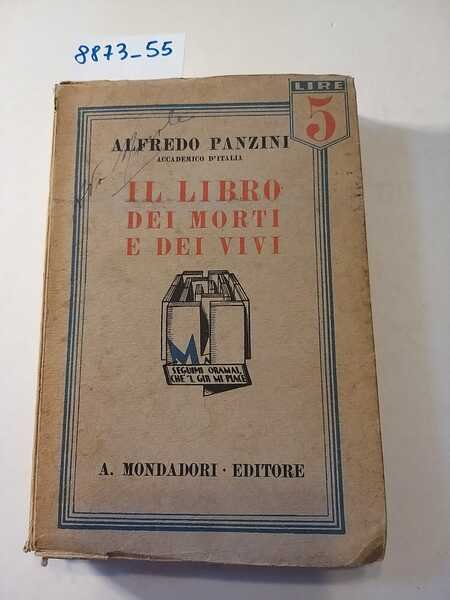 8873_55
LIRE
5
ALFREDO PANZINI
ACCADEMICO D'ITALIA
IL LIBRO
DEI MORTI
E DEI VIVI
M
SEGUIMI ORAMAI,
CHE 'L GIR MI PIACE
A. MONDADORI · EDITORE